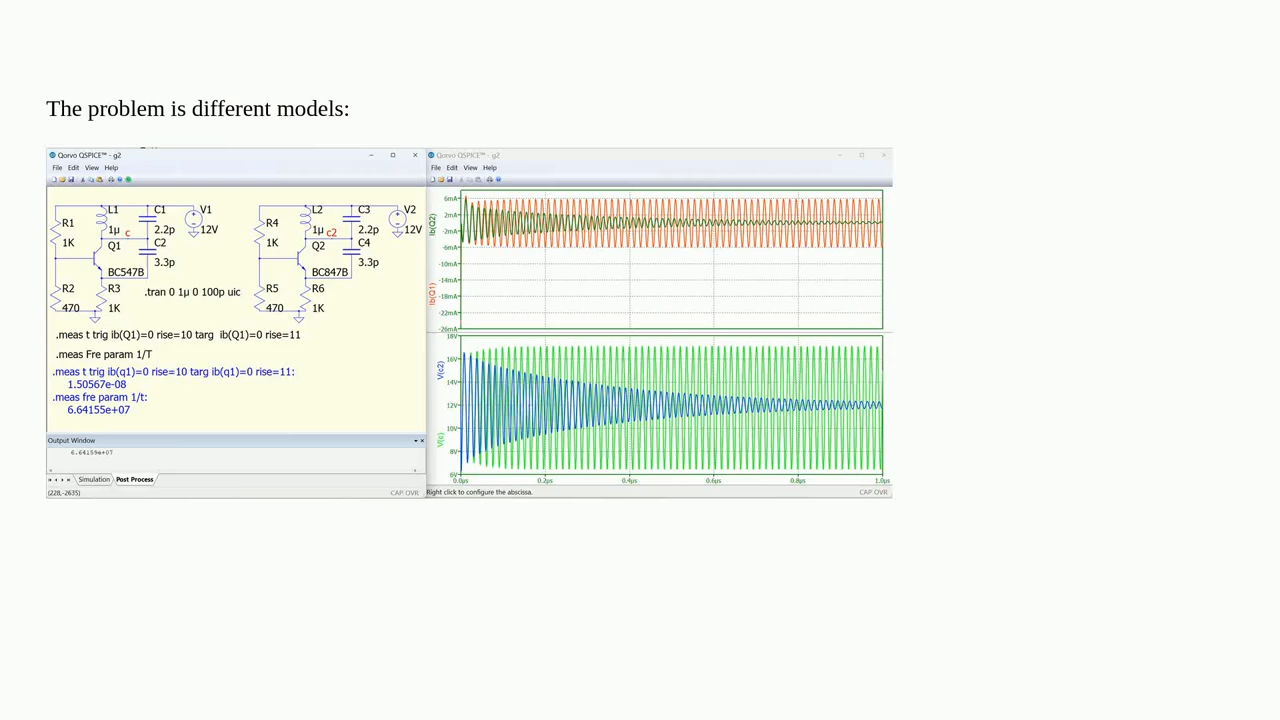 The problem is different models:
Qorvo QSPICE™ - g2
File Edit View Help
R1
1K
L1
1µ
c
C1
2.2p
V1
12V
Q1
C2
3.3p
BC547B
R2
470
R3
1K
.tran 0 1µ 0 100p uic
R4
1K
L2
1µ
c2
C3
2.2p
V2
12V
Q2
C4
3.3p
BC847B
R5
470
R6
1K
.meas t trig ib(Q1)=0 rise=10 targ ib(Q1)=0 rise=11
.meas Fre param 1/T
.meas t trig ib(q1)=0 rise=10 targ ib(q1)=0 rise=11:
1.50567e-08
.meas fre param 1/t:
6.64155e+07
Output Window
6.64159e+07
Simulation Post Process
(228,-2635) CAP OVR
Qorvo QSPICE™ - g2
File Edit View Help
Ib(Q2)
Ib(Q1)
6mA
2mA
-2mA
-6mA
-10mA
-14mA
-18mA
-22mA
-26mA
V(c2)
V(c)
18V
16V
14V
12V
10V
8V
6V
0.0µs 0.2µs 0.4µs 0.6µs 0.8µs 1.0µs
Right click to configure the abscissa. CAP OVR